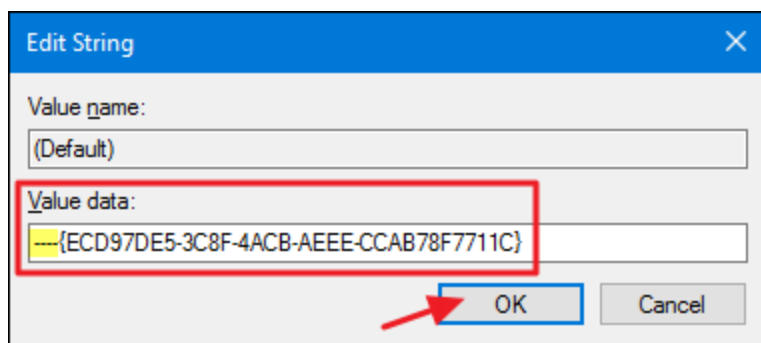 Edit String
Value name:
(Default)
Value data:
----{ECD97DE5-3C8F-4ACB-AEEE-CCAB78F7711C}
OK Cancel